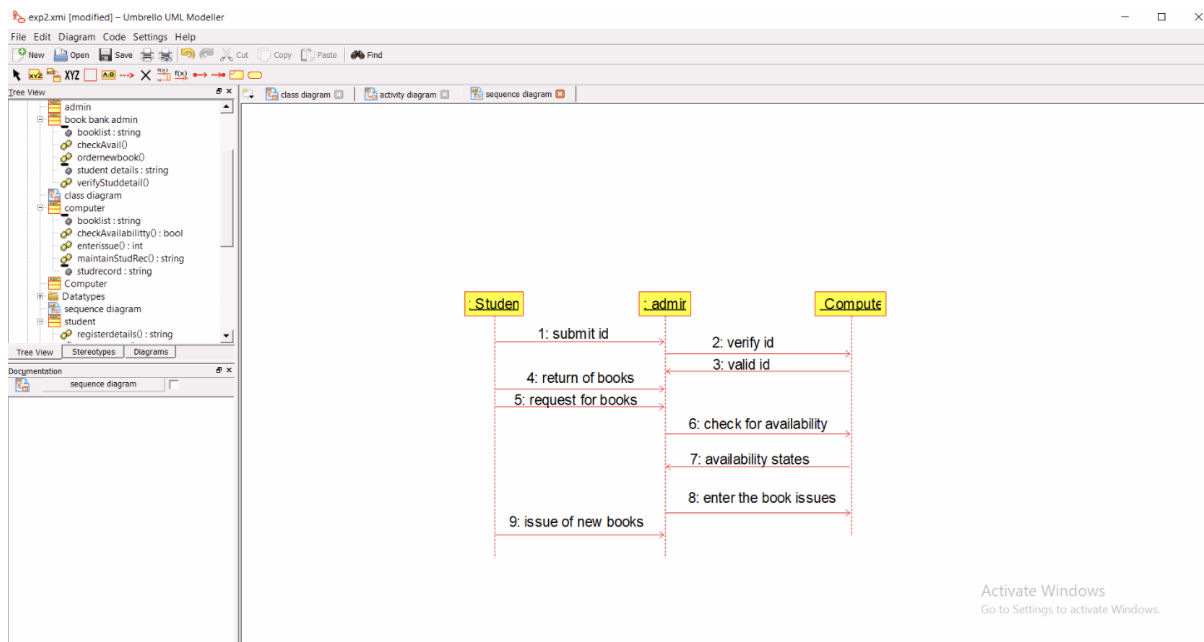 exp2.xmi [modified] – Umbrello UML Modeller
File Edit Diagram Code Settings Help
New Open Save Cut Copy Paste Find
XYZ XYZ A:B f(x) f(x)
Tree View
class diagram activity diagram sequence diagram
admin
book bank admin
booklist : string
checkAvail()
ordernewbook()
student details : string
verifyStuddetail()
class diagram
computer
booklist : string
checkAvailabilitty() : bool
enterissue() : int
maintainStudRec() : string
studrecord : string
Computer
Datatypes
sequence diagram
student
registerdetails() : string
Tree View Stereotypes Diagrams
Documentation
sequence diagram
: Studen : admin Compute
1: submit id
2: verify id
3: valid id
4: return of books
5: request for books
6: check for availability
7: availability states
8: enter the book issues
9: issue of new books
Activate Windows
Go to Settings to activate Windows.